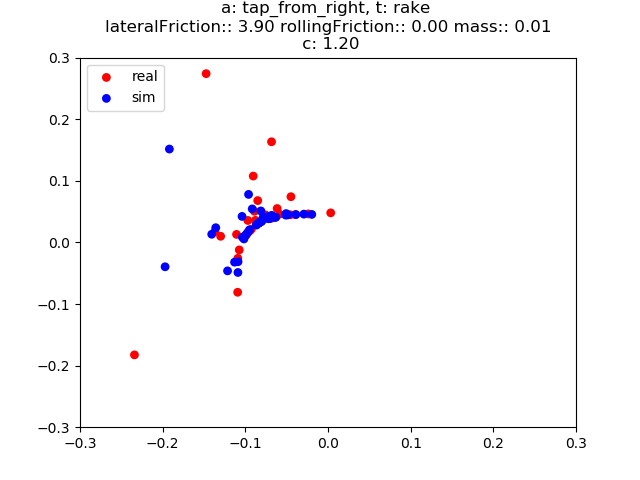 a: tap_from_right, t: rake
lateralFriction:: 3.90 rollingFriction:: 0.00 mass:: 0.01
c: 1.20
real
sim
0.3
0.2
0.1
0.0
−0.1
−0.2
−0.3
−0.3
−0.2
−0.1
0.0
0.1
0.2
0.3